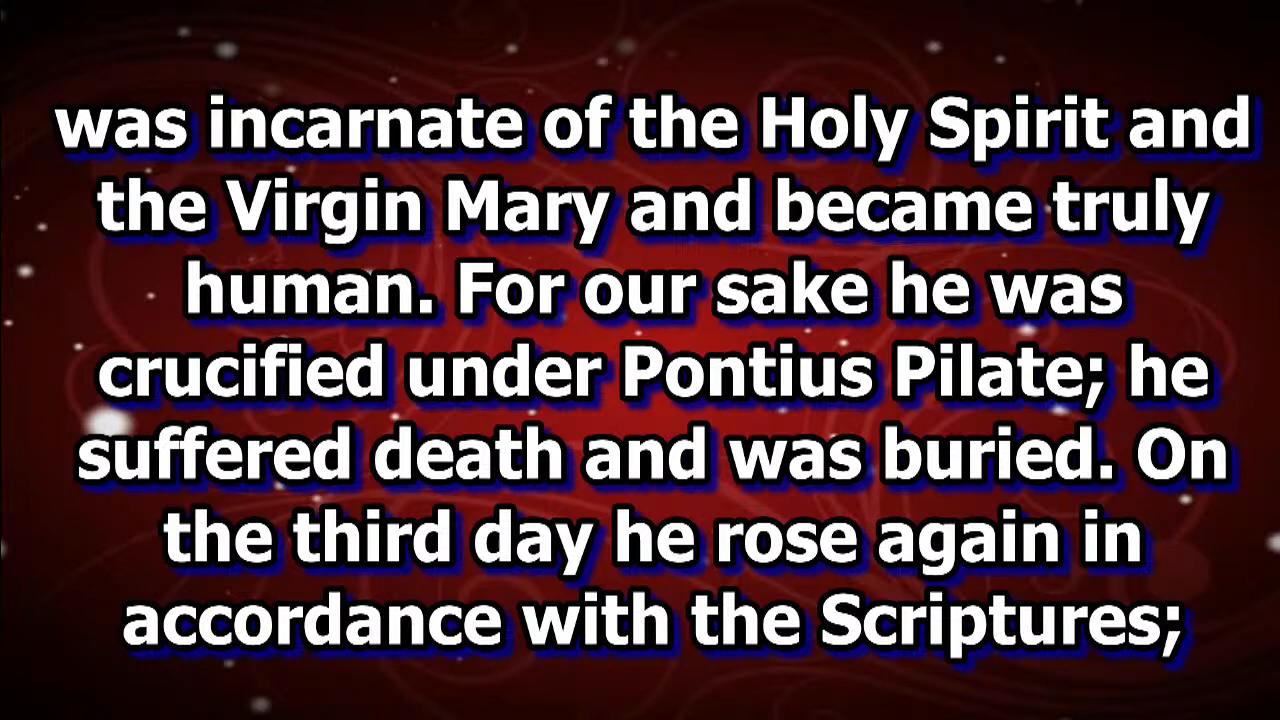 was incarnate of the Holy Spirit and
the Virgin Mary and became truly
human. For our sake he was
crucified under Pontius Pilate; he
suffered death and was buried. On
the third day he rose again in
accordance with the Scriptures;